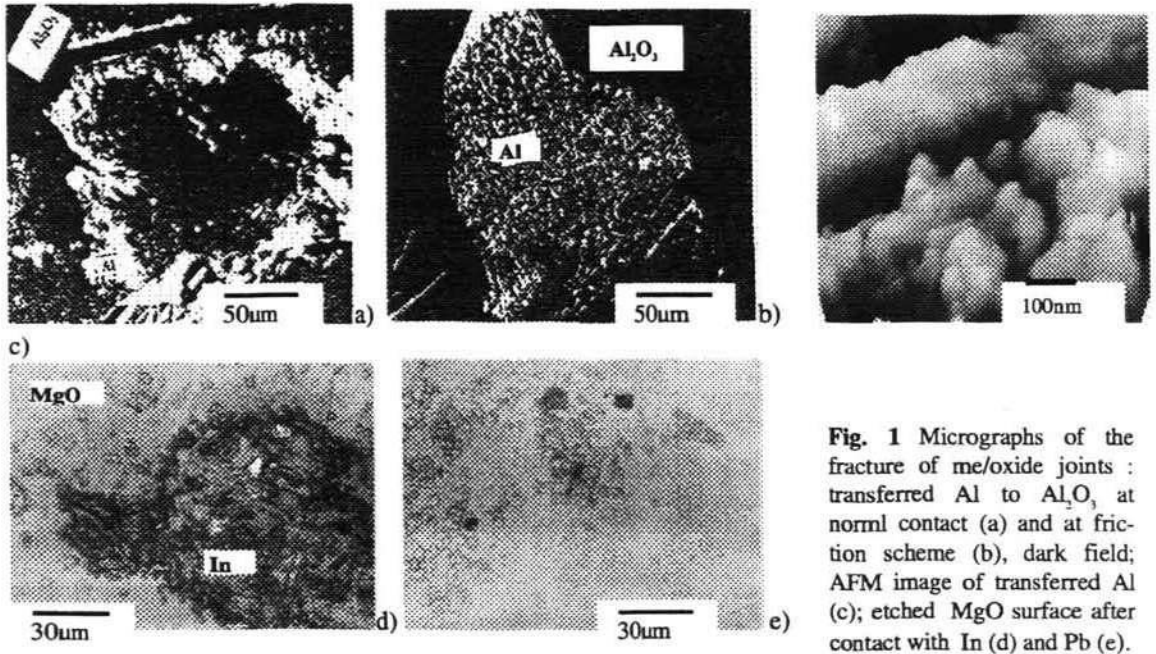 Al₂O₃
50um
a)
Al₂O₃
Al
50um
b)
100nm
c)
MgO
In
30um
d)
30um
e)
Fig. 1 Micrographs of the
fracture of me/oxide joints :
transferred Al to Al₂O₃ at
norml contact (a) and at fric-
tion scheme (b), dark field;
AFM image of transferred Al
(c); etched MgO surface after
contact with In (d) and Pb (e).